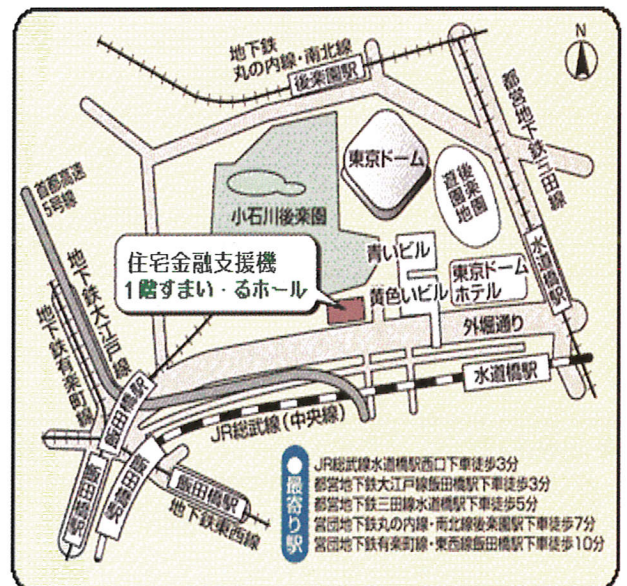 地下鉄
丸の内線・南北線
後楽園駅
N
都営地下鉄三田線
首都高速
5号線
東京ドーム
後楽園
遊園地
小石川後楽園
青いビル
水道橋駅
住宅金融支援機
1階すまい・るホール
黄色いビル
東京ドーム
ホテル
外堀通り
地下鉄大江戸線
地下鉄有楽町線
水道橋駅
JR総武線(中央線)
飯田橋駅
飯田橋駅
飯田橋駅
飯田橋駅
地下鉄東西線
最寄り駅
JR総武線水道橋駅西口下車徒歩3分
都営地下鉄大江戸線飯田橋駅下車徒歩3分
都営地下鉄三田線水道橋駅下車徒歩5分
営団地下鉄丸の内線・南北線後楽園駅下車徒歩7分
営団地下鉄有楽町線・東西線飯田橋駅下車徒歩10分